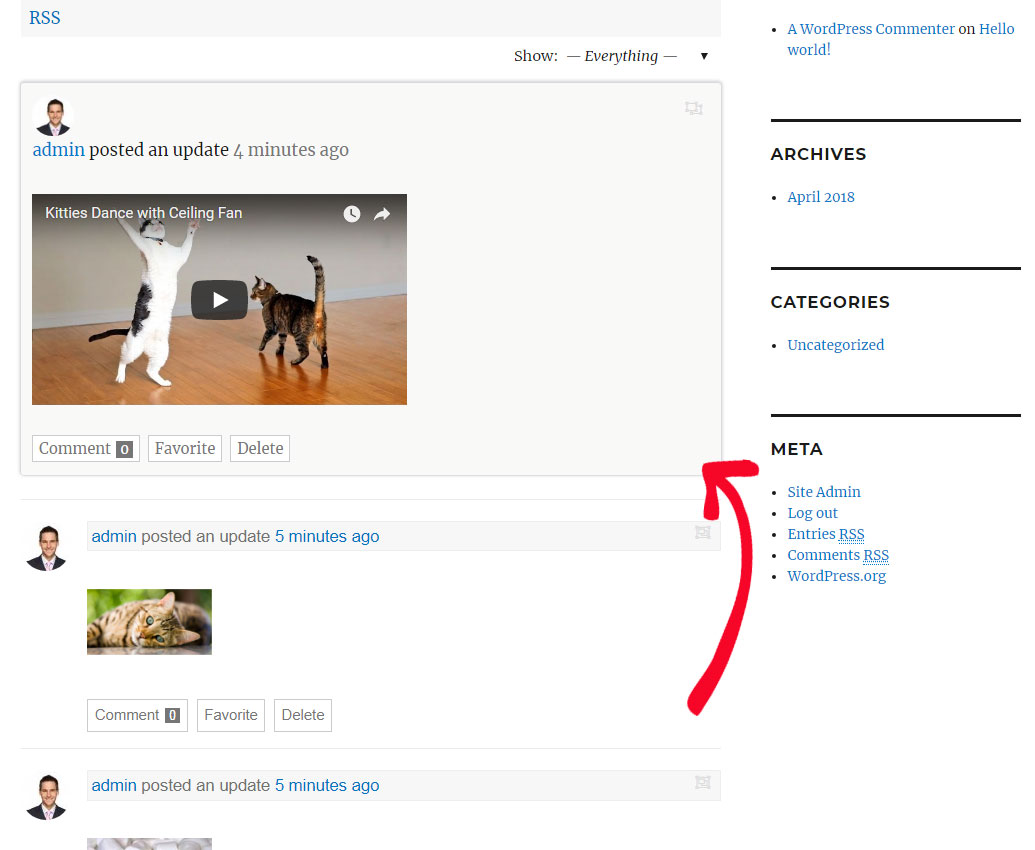 RSS
Show: — Everything — ▼
admin posted an update 4 minutes ago
Kitties Dance with Ceiling Fan
Comment 0 Favorite Delete
admin posted an update 5 minutes ago
Comment 0 Favorite Delete
admin posted an update 5 minutes ago
A WordPress Commenter on Hello
world!
ARCHIVES
April 2018
CATEGORIES
Uncategorized
META
Site Admin
Log out
Entries RSS
Comments RSS
WordPress.org